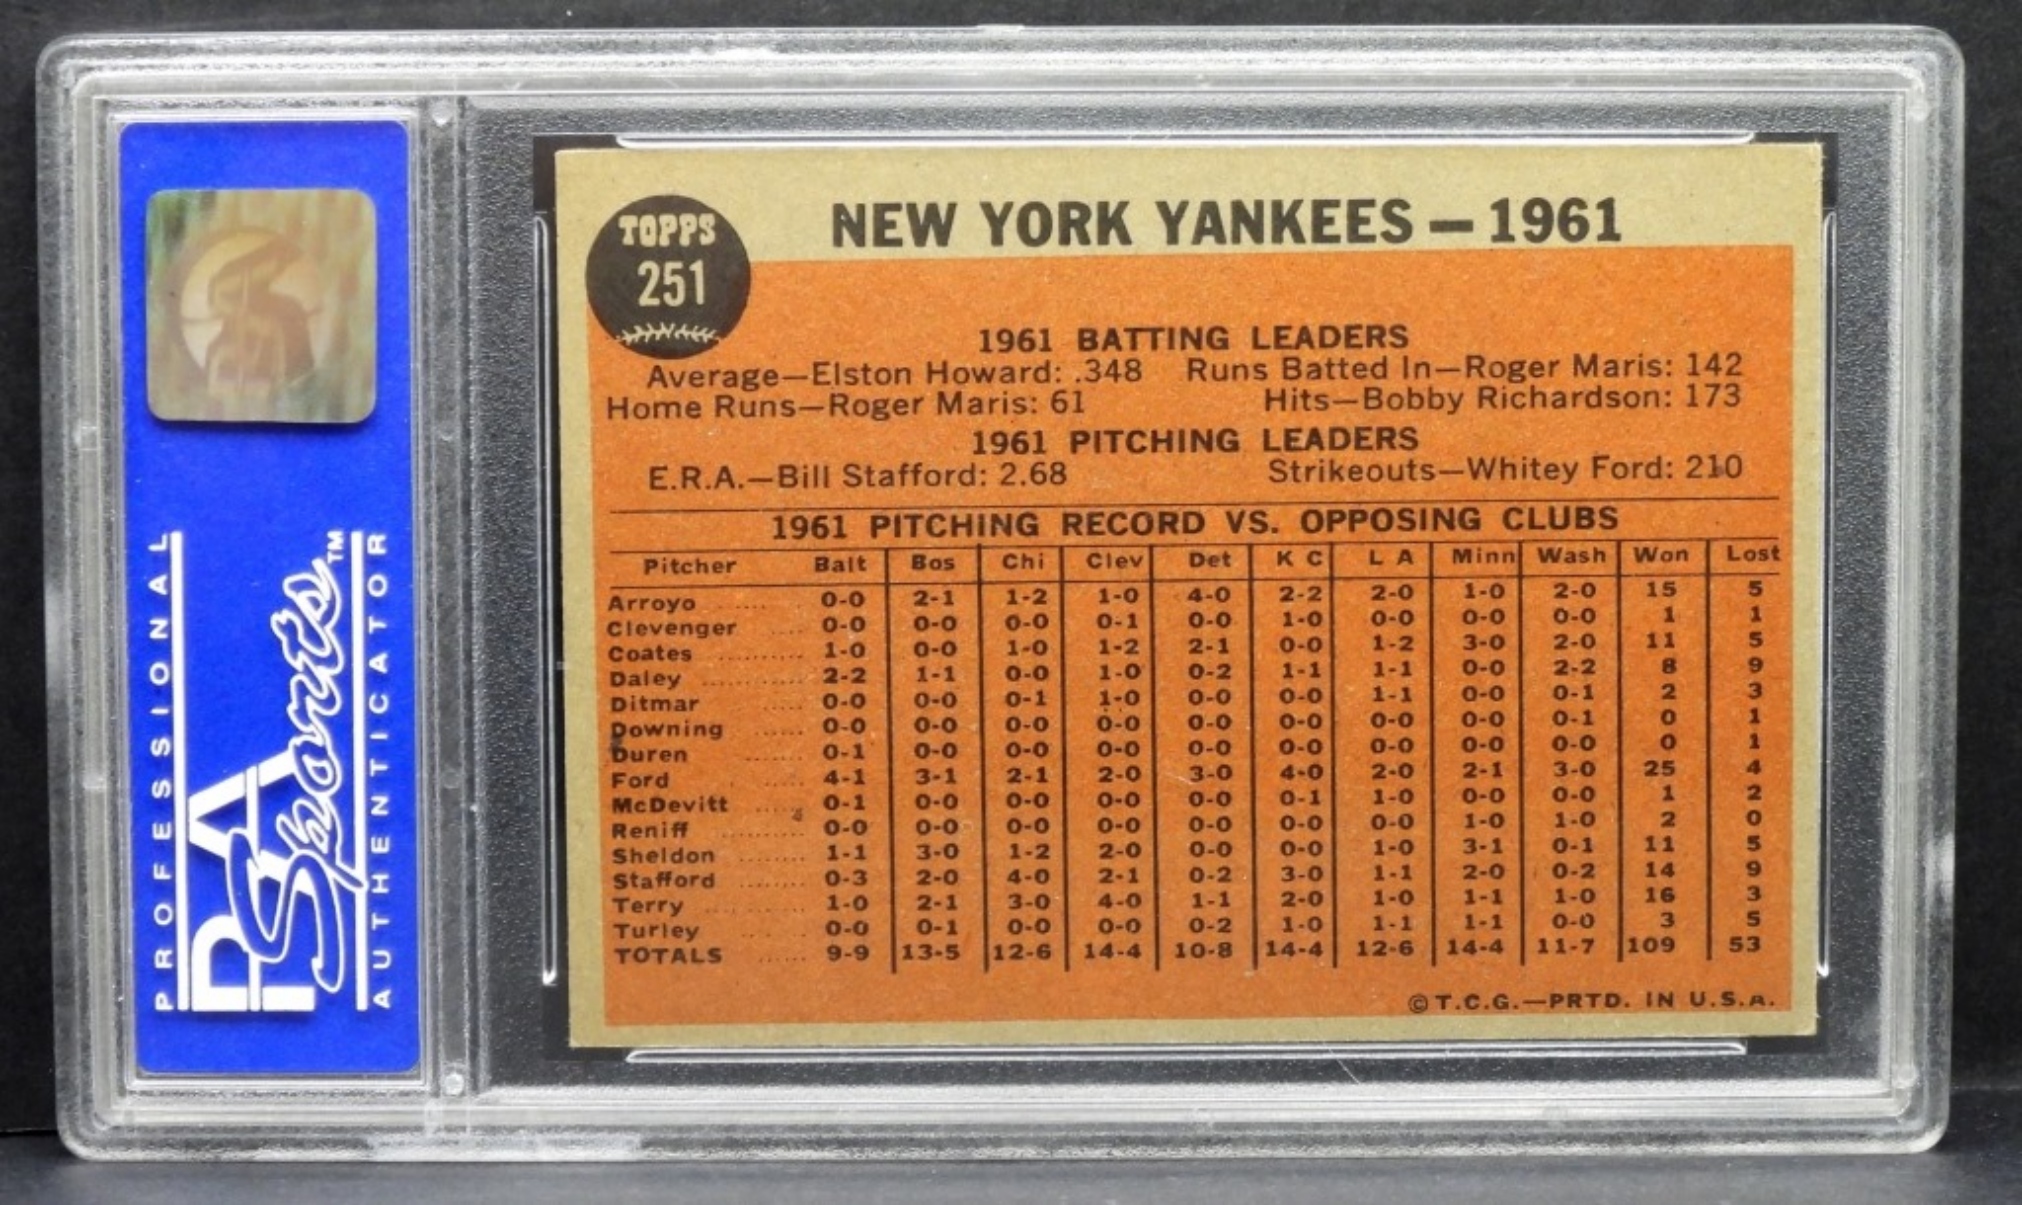 PROFESSIONAL
PSA
Sports™
AUTHENTICATOR
TOPPS
251
NEW YORK YANKEES — 1961
1961 BATTING LEADERS
Average—Elston Howard: .348 Runs Batted In—Roger Maris: 142
Home Runs—Roger Maris: 61 Hits—Bobby Richardson: 173
1961 PITCHING LEADERS
E.R.A.—Bill Stafford: 2.68 Strikeouts—Whitey Ford: 210
1961 PITCHING RECORD VS. OPPOSING CLUBS
Pitcher Balt Bos Chi Clev Det K C L A Minn Wash Won Lost
Arroyo ...... 0-0 2-1 1-2 1-0 4-0 2-2 2-0 1-0 2-0 15 5
Clevenger .... 0-0 0-0 0-0 0-1 0-0 1-0 0-0 0-0 0-0 1 1
Coates .......... 1-0 0-0 1-0 1-2 2-1 0-0 1-2 3-0 2-0 11 5
Daley ............ 2-2 1-1 0-0 1-0 0-2 1-1 1-1 0-0 2-2 8 9
Ditmar ........ 0-0 0-0 0-1 1-0 0-0 0-0 1-1 0-0 0-1 2 3
Downing ...... 0-0 0-0 0-0 0-0 0-0 0-0 0-0 0-0 0-1 0 1
Duren ....... 0-1 0-0 0-0 0-0 0-0 0-0 0-0 0-0 0-0 0 1
Ford ........ 4-1 3-1 2-1 2-0 3-0 4-0 2-0 2-1 3-0 25 4
McDevitt ...... 0-1 0-0 0-0 0-0 0-0 0-1 1-0 0-0 0-0 1 2
Reniff .......... 0-0 0-0 0-0 0-0 0-0 0-0 0-0 1-0 1-0 2 0
Sheldon ........ 1-1 3-0 1-2 2-0 0-0 0-0 1-0 3-1 0-1 11 5
Stafford ........ 0-3 2-0 4-0 2-1 0-2 3-0 1-1 2-0 0-2 14 9
Terry ............ 1-0 2-1 3-0 4-0 1-1 2-0 1-0 1-1 1-0 16 3
Turley ........ 0-0 0-1 0-0 0-0 0-2 1-0 1-1 1-1 0-0 3 5
TOTALS ...... 9-9 13-5 12-6 14-4 10-8 14-4 12-6 14-4 11-7 109 53
©T.C.G.—PRTD. IN U.S.A.